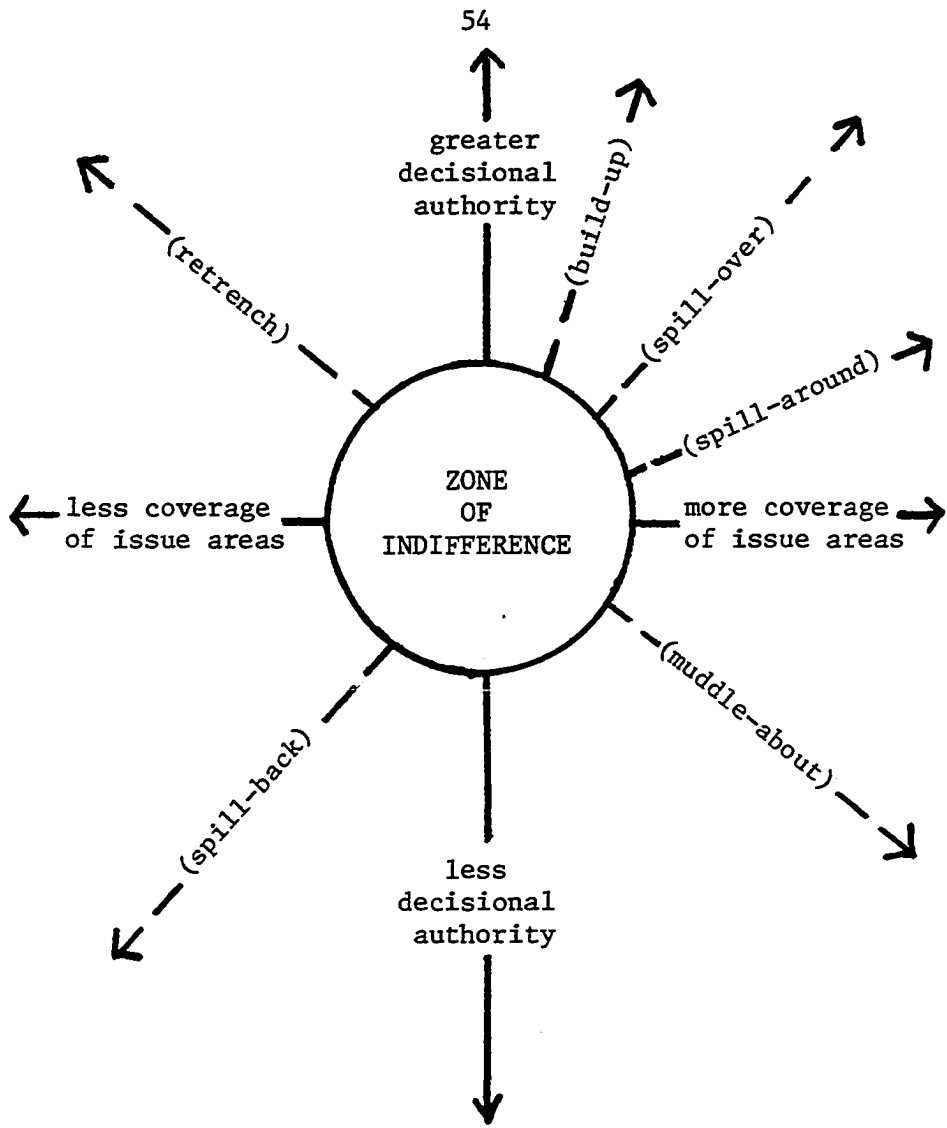 54
greater
decisional
authority
(build-up)
(spill-over)
(retrench)
(spill-around)
ZONE
OF
INDIFFERENCE
less coverage
of issue areas
more coverage
of issue areas
(muddle-about)
(spill-back)
less
decisional
authority